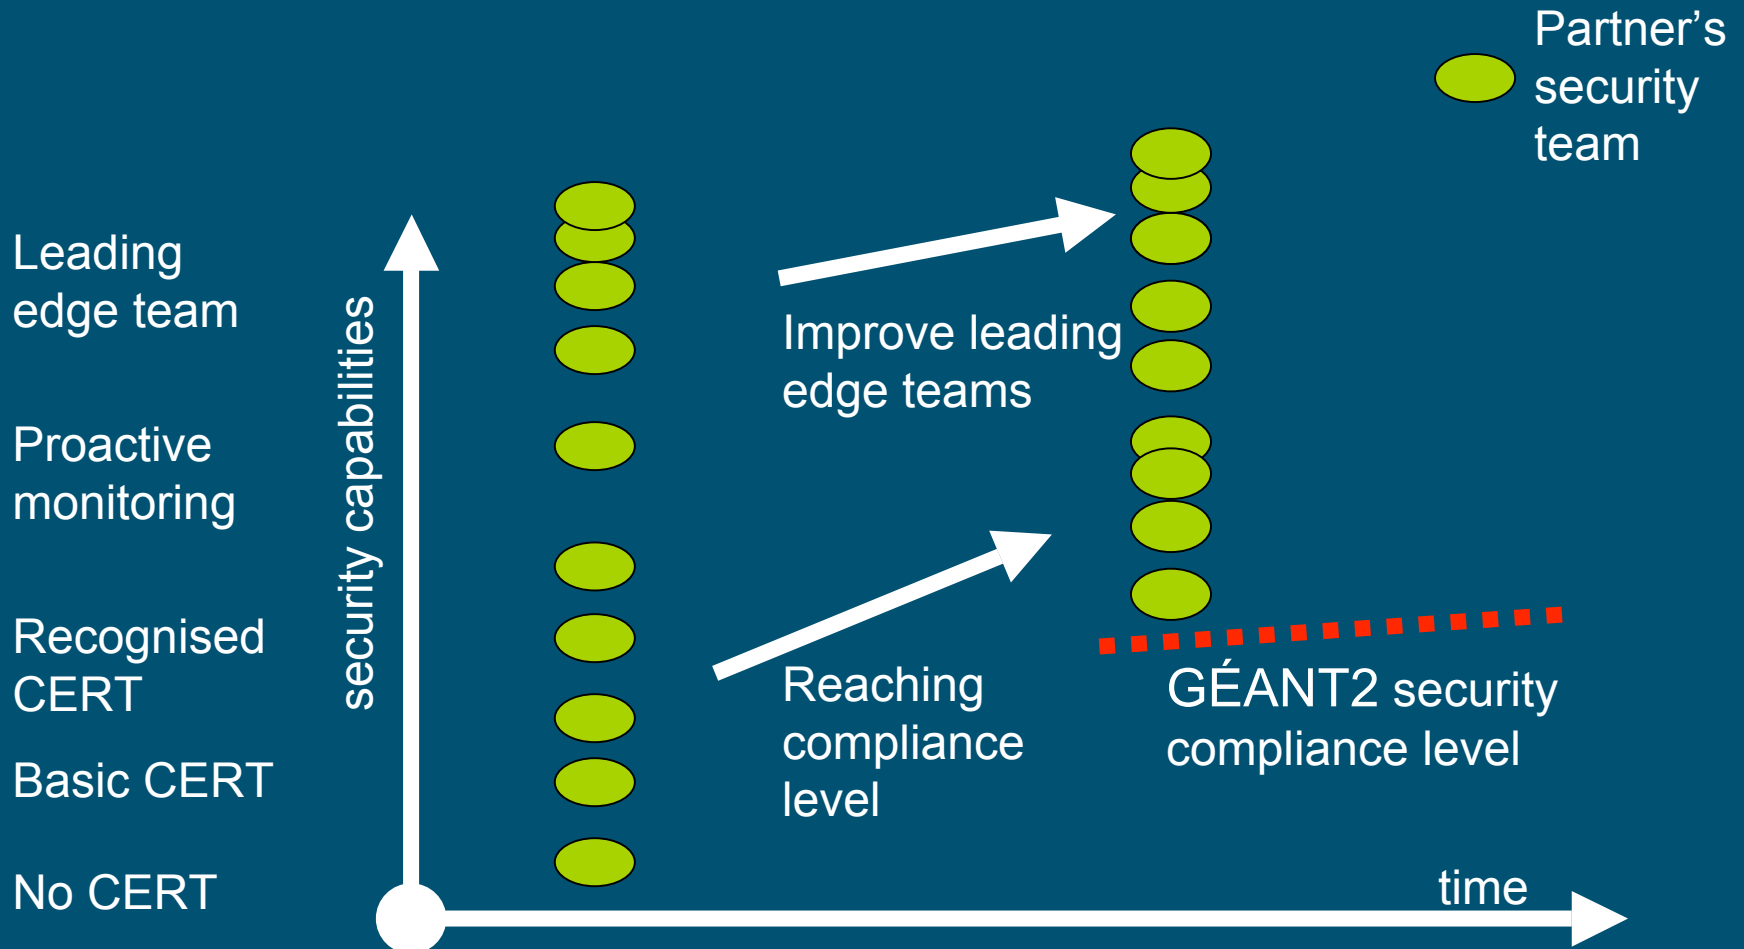 Partner’s
security
team
Leading
edge team
Proactive
monitoring
Recognised
CERT
Basic CERT
No CERT
security capabilities
Improve leading
edge teams
Reaching
compliance
level
GÉANT2 security
compliance level
time